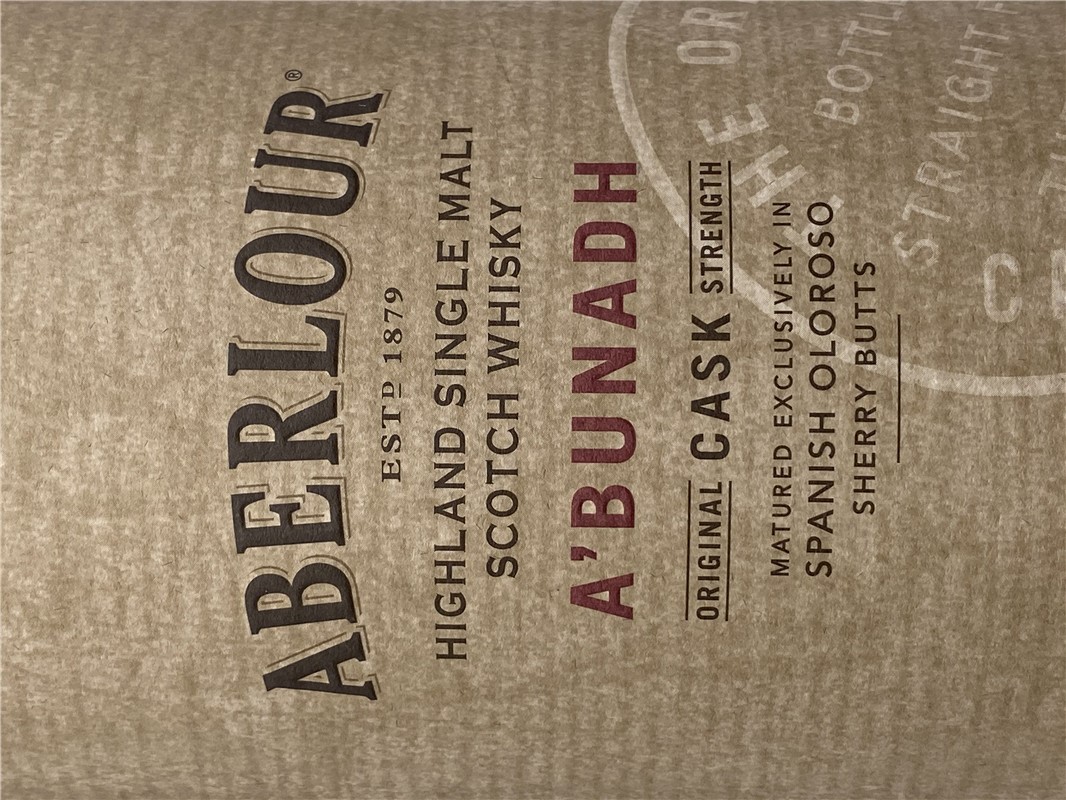 ABERLOUR®
ESTD 1879
HIGHLAND SINGLE MALT
SCOTCH WHISKY
A'BUNADH
ORIGINAL CASK STRENGTH
MATURED EXCLUSIVELY IN
SPANISH OLOROSO
SHERRY BUTTS
STRAIGHT